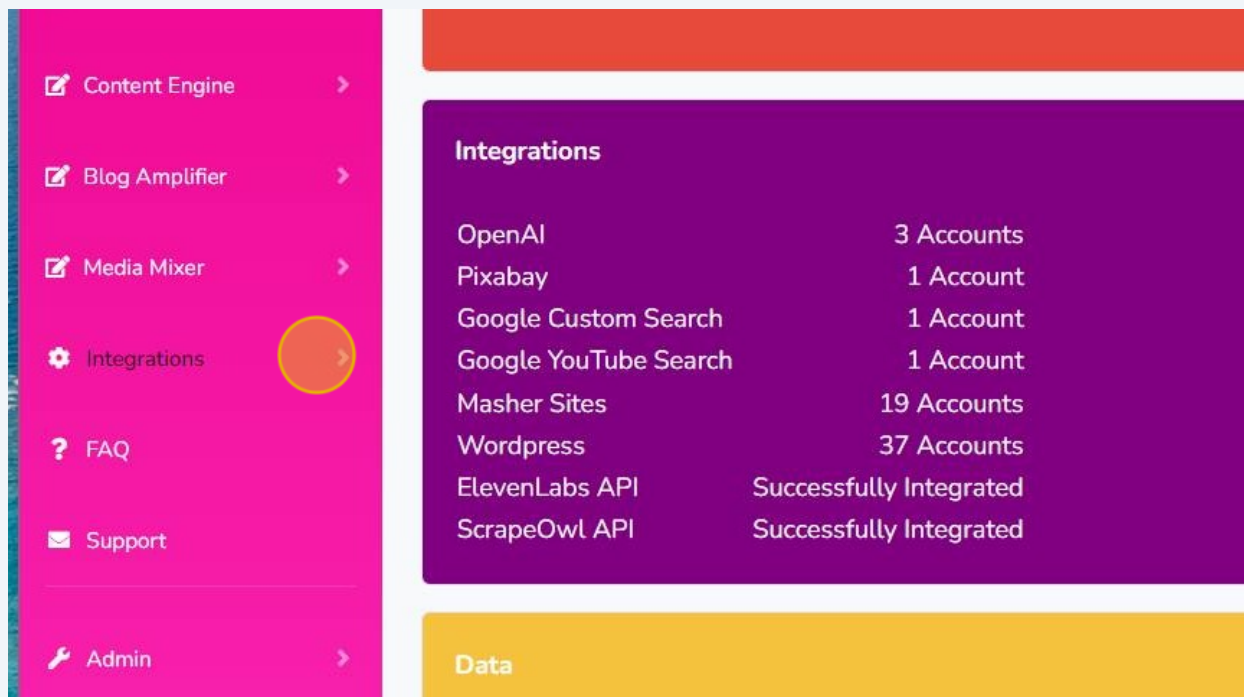 Content Engine
Blog Amplifier
Media Mixer
Integrations
FAQ
Support
Admin
Integrations
OpenAI 3 Accounts
Pixabay 1 Account
Google Custom Search 1 Account
Google YouTube Search 1 Account
Masher Sites 19 Accounts
Wordpress 37 Accounts
ElevenLabs API Successfully Integrated
ScrapeOwl API Successfully Integrated
Data